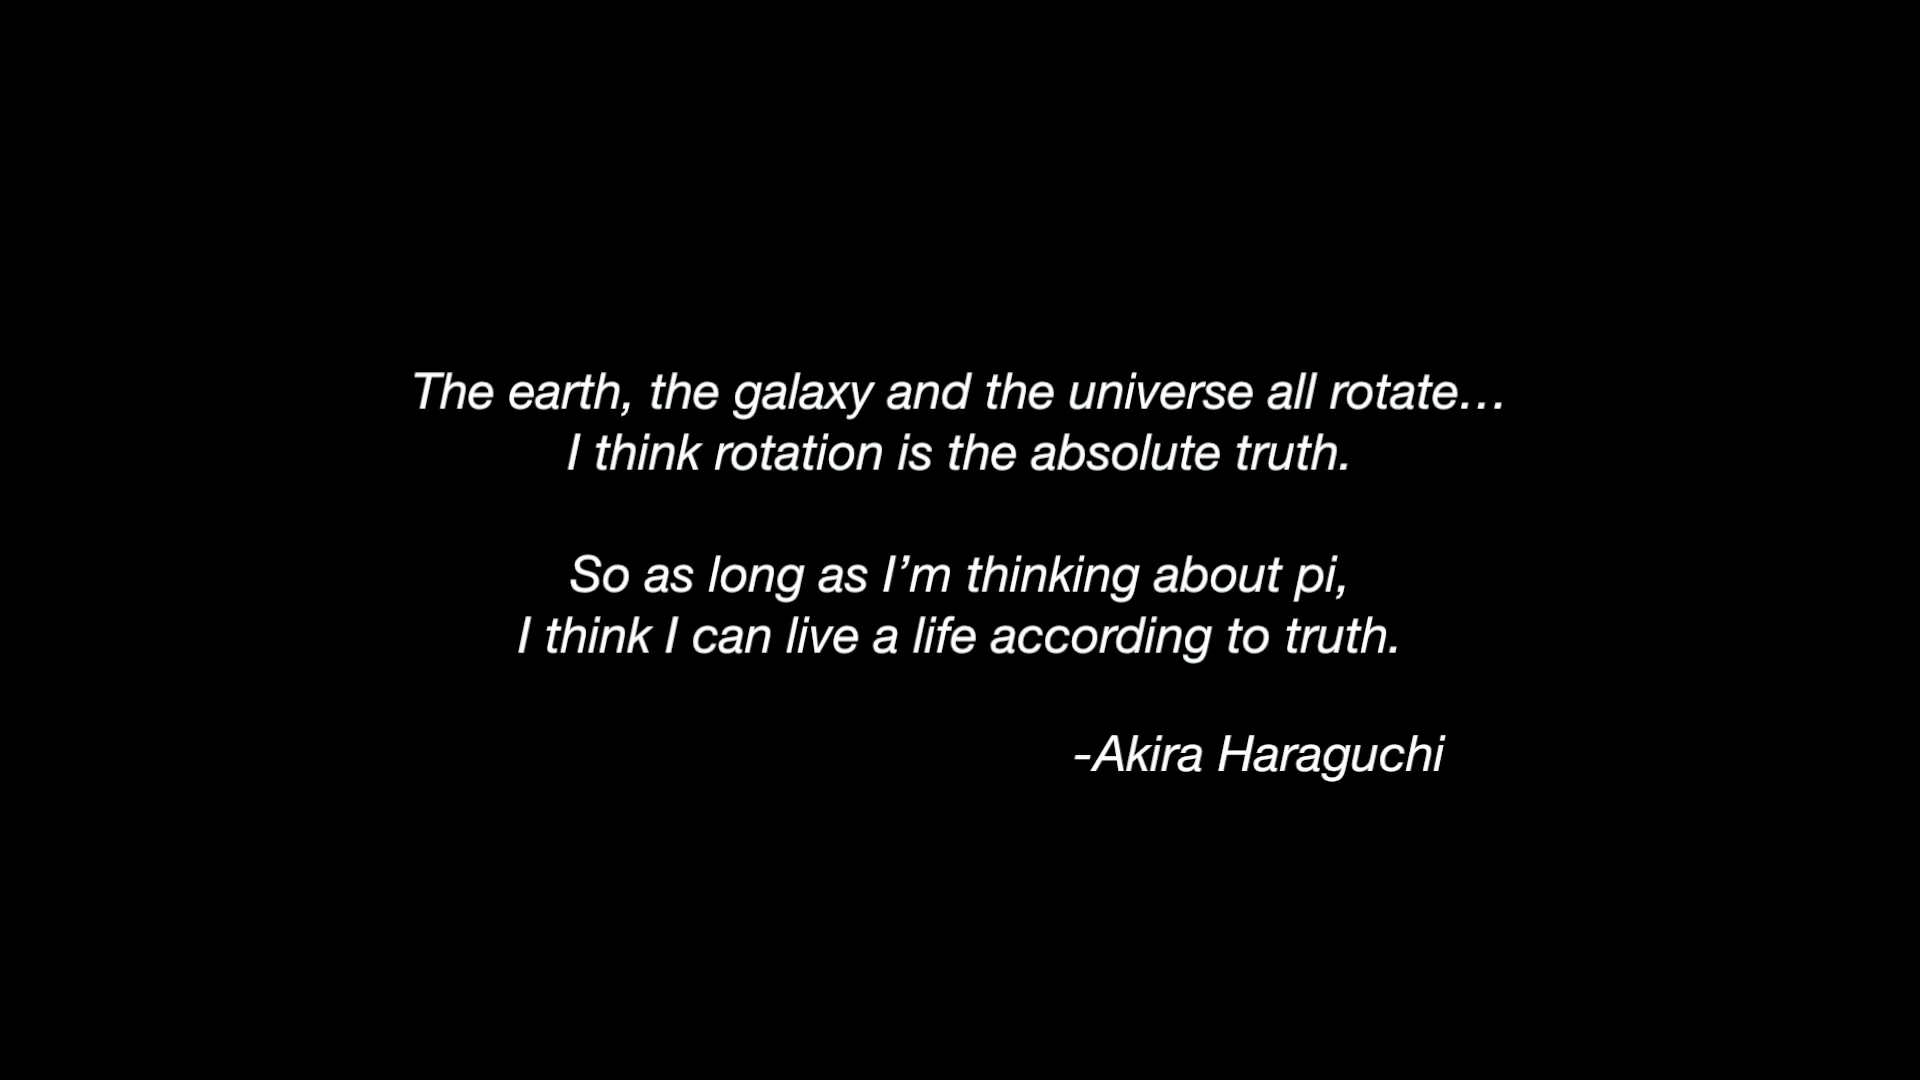 The earth, the galaxy and the universe all rotate…
I think rotation is the absolute truth.
So as long as I’m thinking about pi,
I think I can live a life according to truth.
-Akira Haraguchi